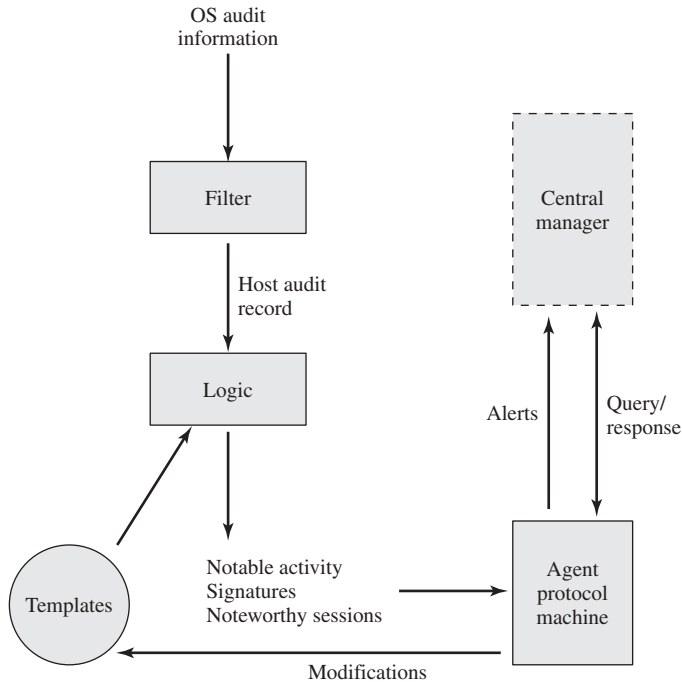 OS audit
information
Filter
Host audit
record
Logic
Central
manager
Alerts
Query/
response
Notable activity
Signatures
Noteworthy sessions
Agent
protocol
machine
Templates
Modifications